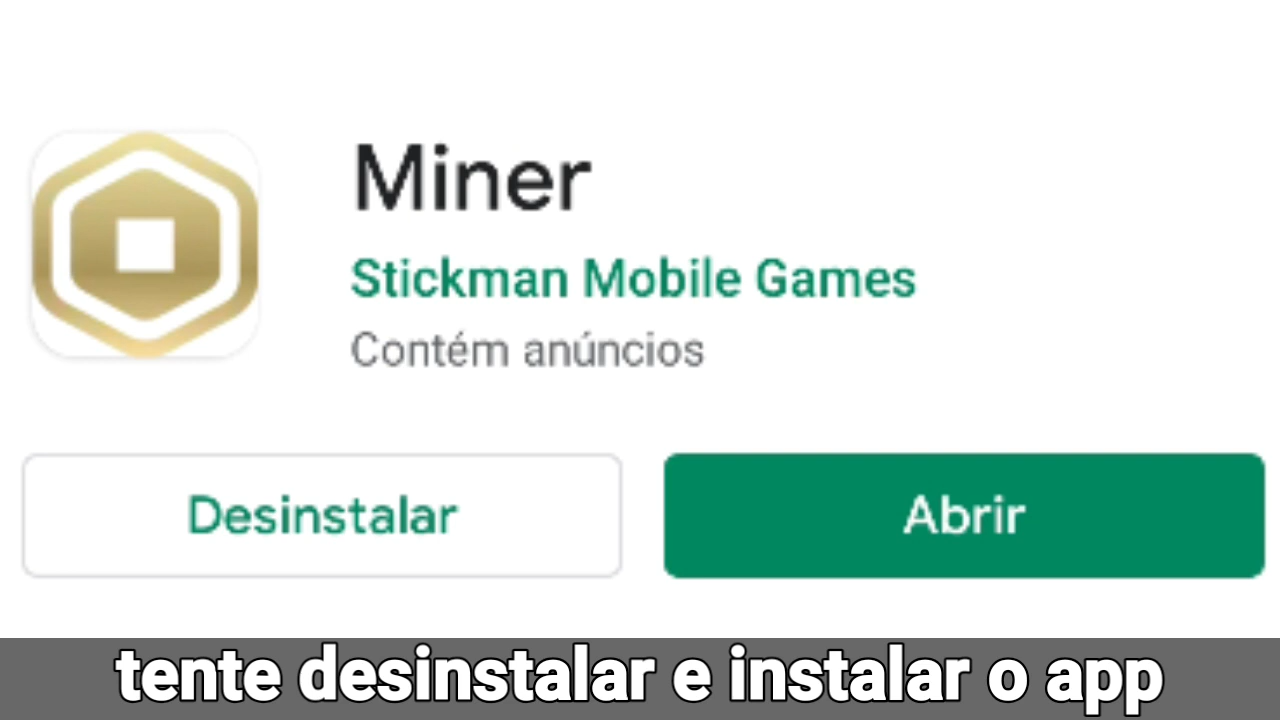 Miner
Stickman Mobile Games
Contém anúncios
Desinstalar
Abrir
tente desinstalar e instalar o app